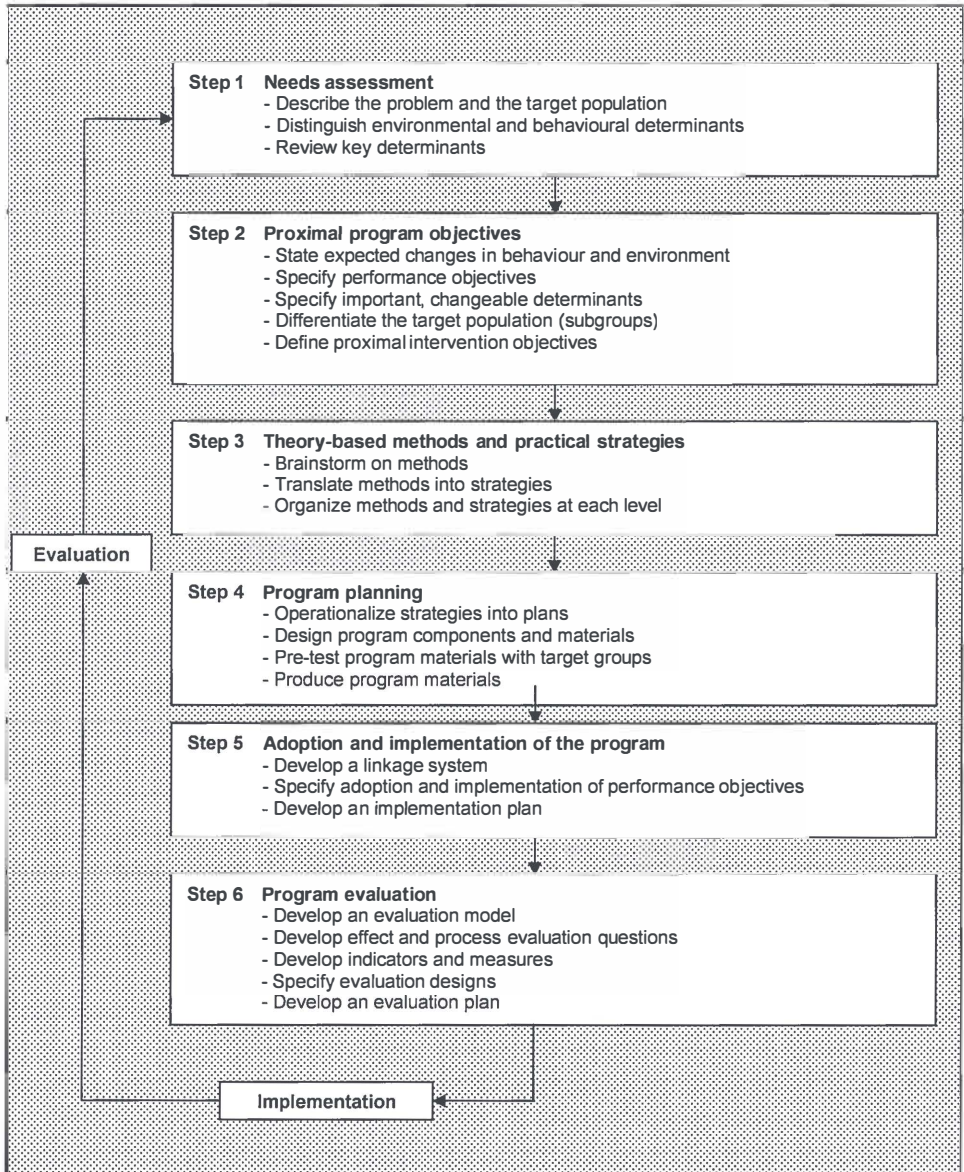 Step 1 Needs assessment
- Describe the problem and the target population
- Distinguish environmental and behavioural determinants
- Review key determinants
Step 2 Proximal program objectives
- State expected changes in behaviour and environment
- Specify performance objectives
- Specify important, changeable determinants
- Differentiate the target population (subgroups)
- Define proximal intervention objectives
Step 3 Theory-based methods and practical strategies
- Brainstorm on methods
- Translate methods into strategies
- Organize methods and strategies at each level
Evaluation
Step 4 Program planning
- Operationalize strategies into plans
- Design program components and materials
- Pre-test program materials with target groups
- Produce program materials
Step 5 Adoption and implementation of the program
- Develop a linkage system
- Specify adoption and implementation of performance objectives
- Develop an implementation plan
Step 6 Program evaluation
- Develop an evaluation model
- Develop effect and process evaluation questions
- Develop indicators and measures
- Specify evaluation designs
- Develop an evaluation plan
Implementation